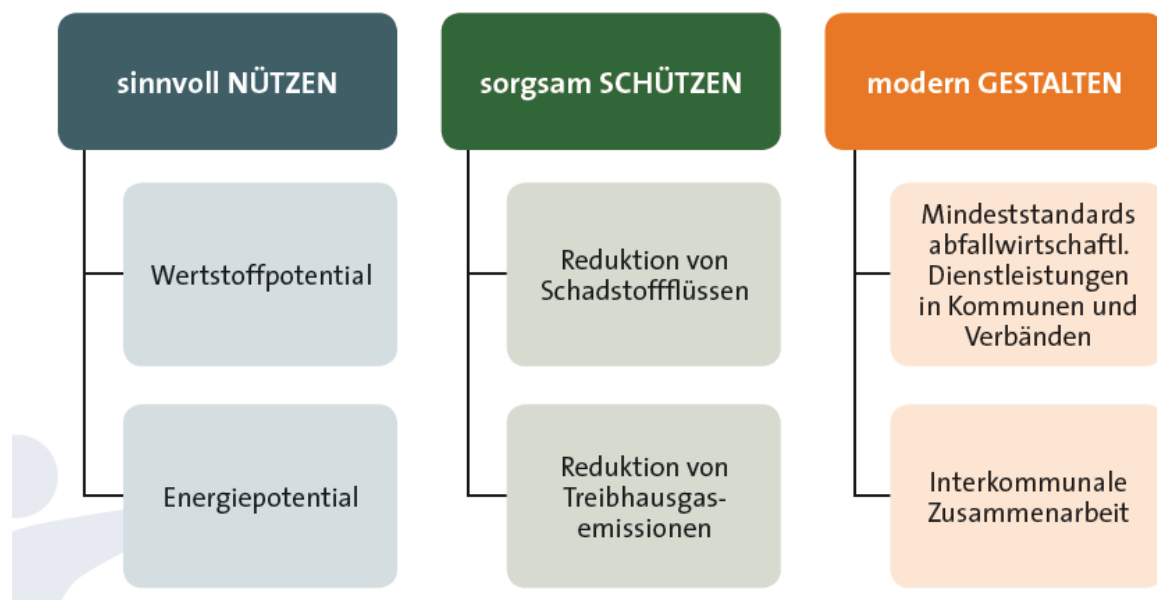 sinnvoll NÜTZEN
Wertstoffpotential
Energiepotential
sorgsam SCHÜTZEN
Reduktion von
Schadstoffflüssen
Reduktion von
Treibhausgas-
emissionen
modern GESTALTEN
Mindeststandards
abfallwirtschaftl.
Dienstleistungen
in Kommunen und
Verbänden
Interkommunale
Zusammenarbeit